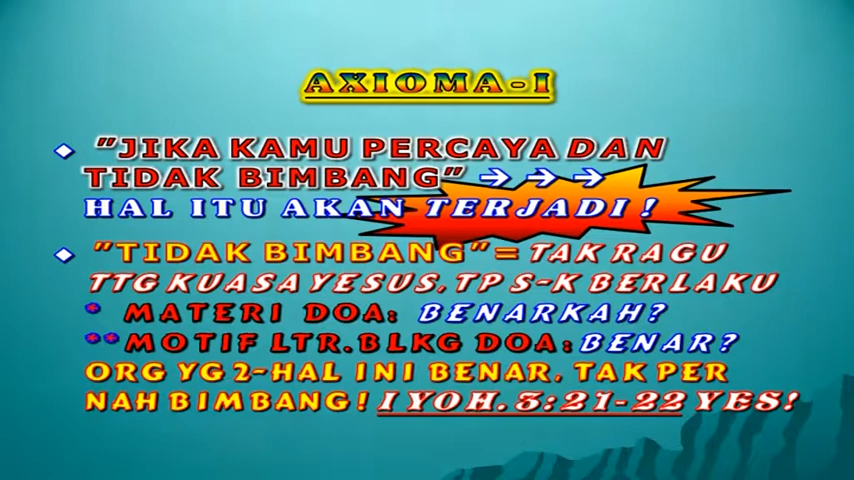 AXIOMA-1
"JIKA KAMU PERCAYA DAN
TIDAK BIMBANG" → → →
HAL ITU AKAN TERJADI !
"TIDAK BIMBANG"= TAK RAGU
TTG KUASA YESUS, TP S-K BERLAKU
* MATERI DOA: BENARKAH?
**MOTIF LTR.BLKG DOA: BENAR?
ORG YG 2-HAL INI BENAR, TAK PER
NAH BIMBANG! I YOH. 3:21-22 YES!